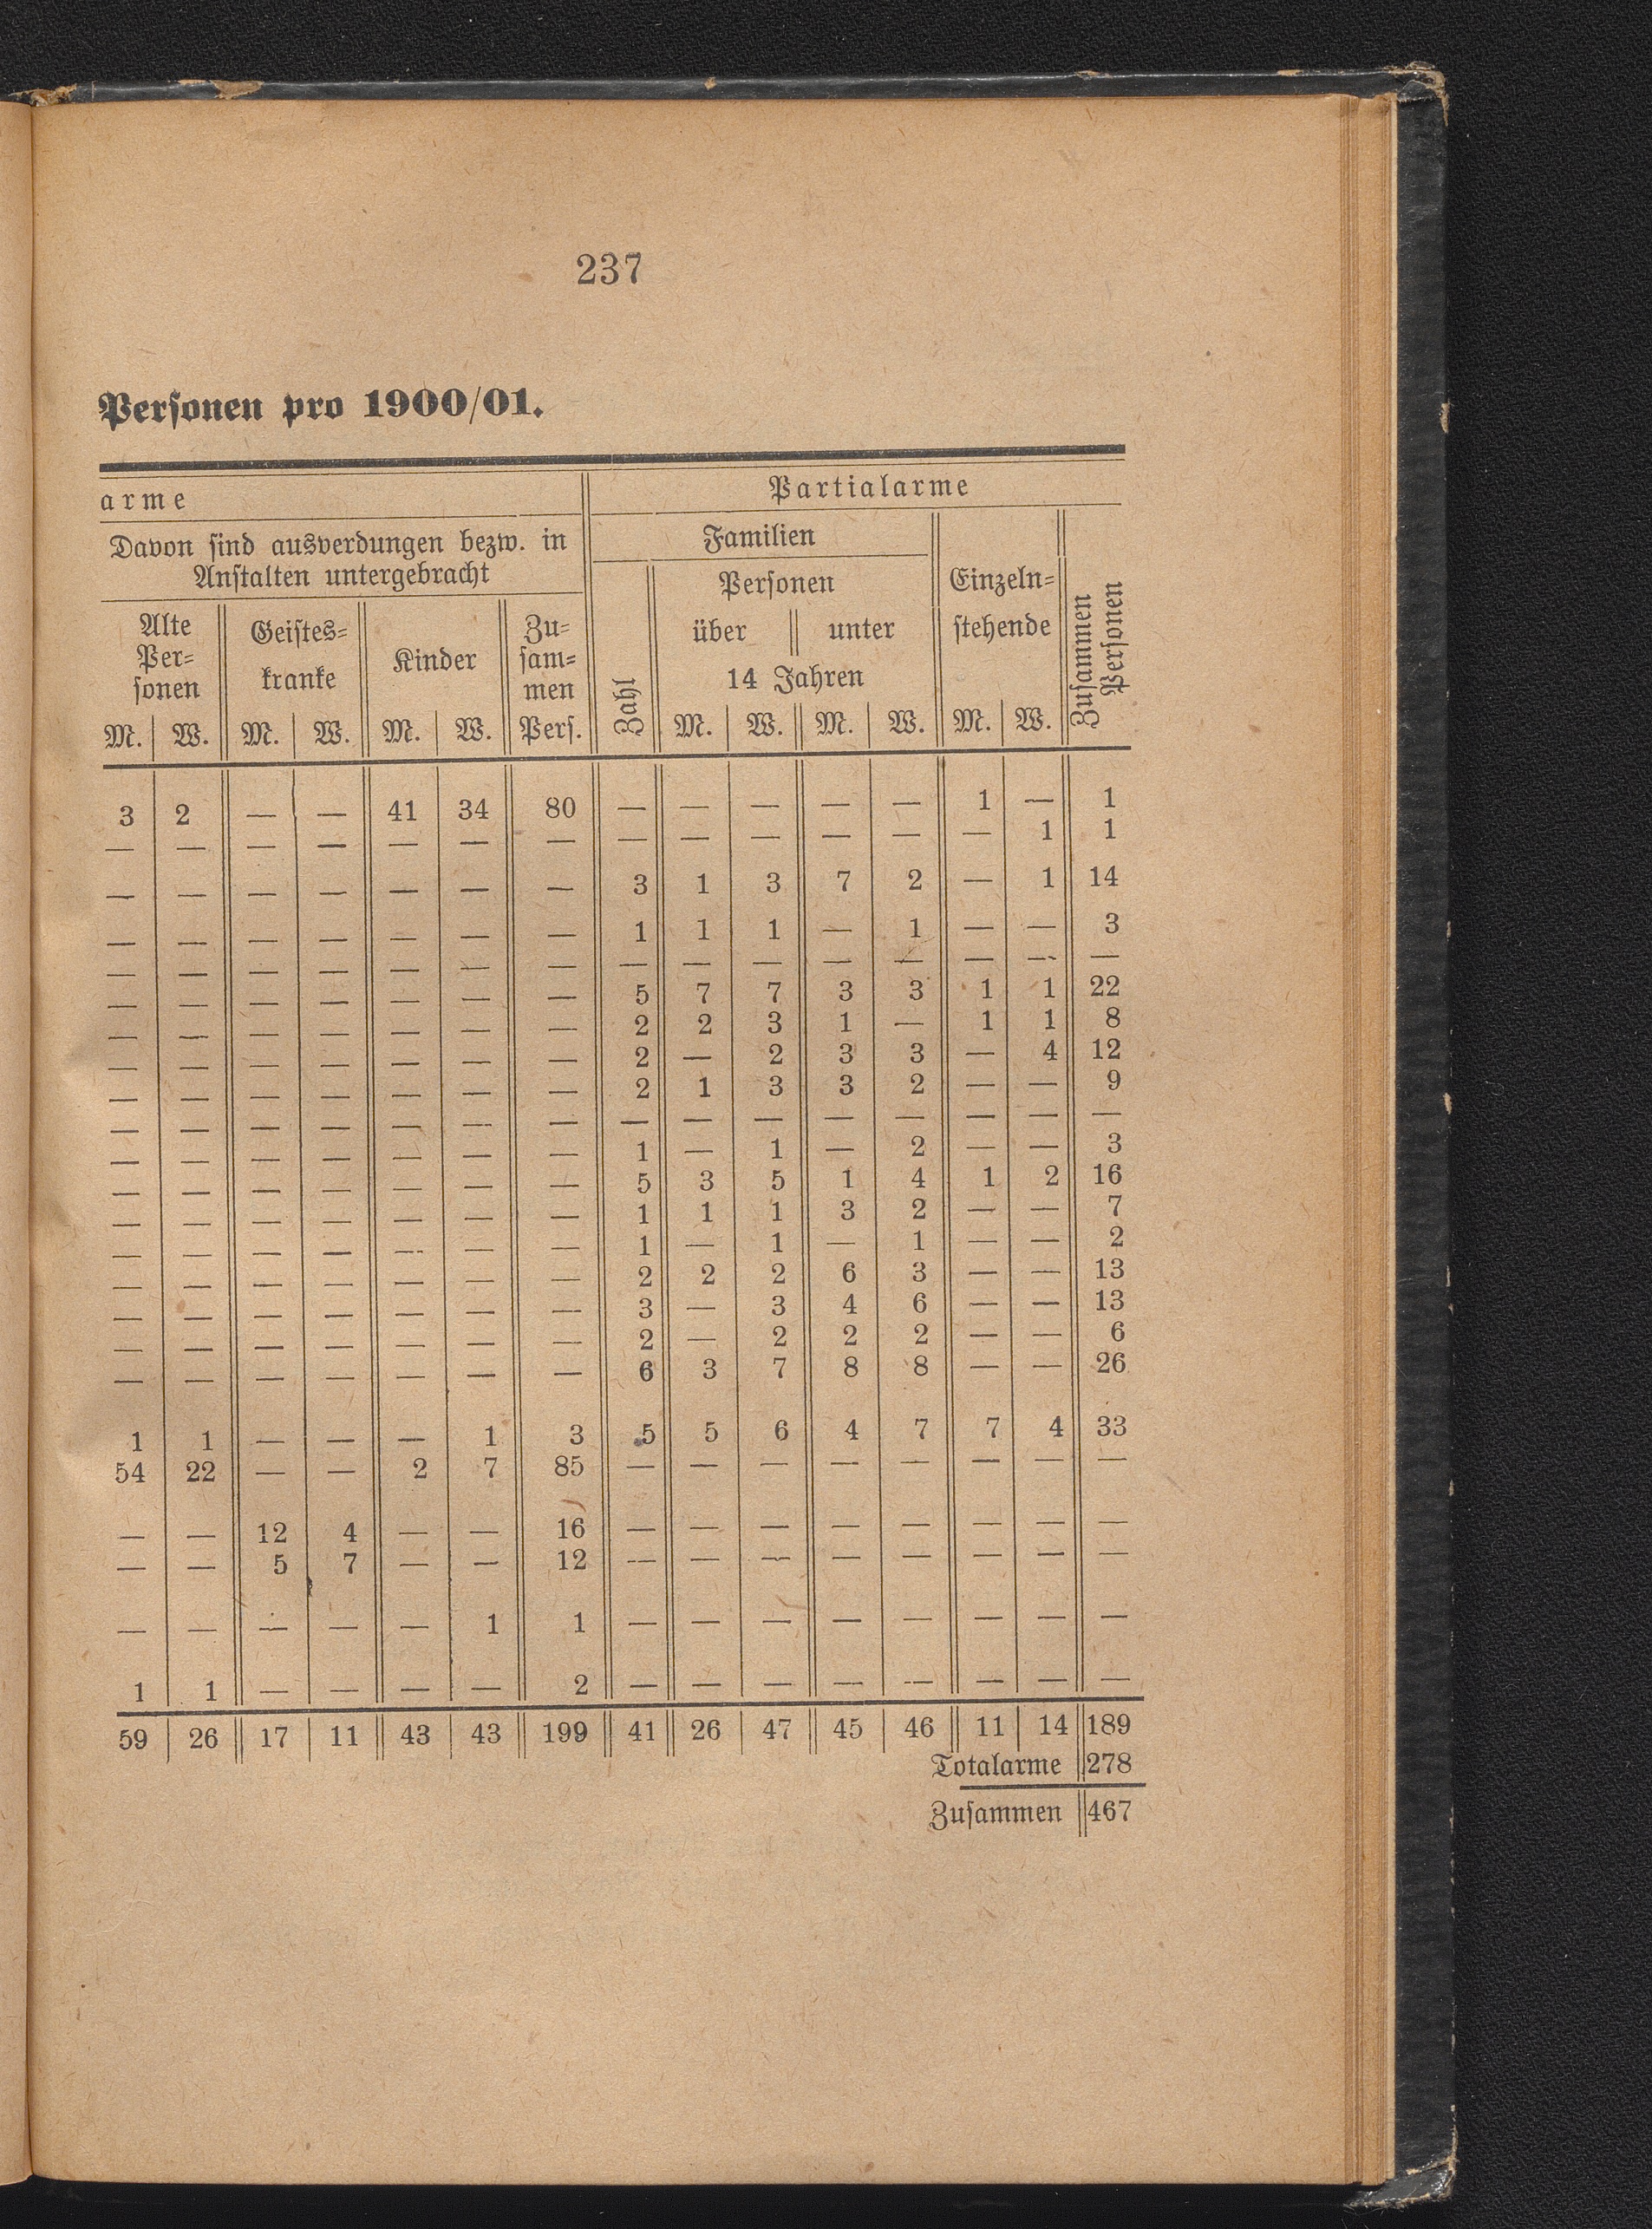 237
Personen pro 1900/01.
arme | Partialarme
Davon sind ausverdungen bezw. in Anstalten untergebracht | Familien | Einzeln=stehende | Zusammen Personen
Alte Per=sonen | Geistes=kranke | Kinder | Zu=sam=men | Zahl | Personen über | unter 14 Jahren
M. | W. | M. | W. | M. | W. | Pers. | M. | W. | M. | W. | M. | W.
3 | 2 | — | — | 41 | 34 | 80 | — | — | — | — | — | 1 | — | 1
— | — | — | — | — | — | — | — | — | — | — | — | — | 1 | 1
— | — | — | — | — | — | — | 3 | 1 | 3 | 7 | 2 | — | 1 | 14
— | — | — | — | — | — | — | 1 | 1 | 1 | — | 1 | — | — | 3
— | — | — | — | — | — | — | — | — | — | — | — | — | — | —
— | — | — | — | — | — | — | 5 | 7 | 7 | 3 | 3 | 1 | 1 | 22
— | — | — | — | — | — | — | 2 | 2 | 3 | 1 | — | 1 | 1 | 8
— | — | — | — | — | — | — | 2 | — | 2 | 3 | 3 | — | 4 | 12
— | — | — | — | — | — | — | 2 | 1 | 3 | 3 | 2 | — | — | 9
— | — | — | — | — | — | — | — | — | — | — | — | — | — | —
— | — | — | — | — | — | — | 1 | — | 1 | — | 2 | — | — | 3
— | — | — | — | — | — | — | 5 | 3 | 5 | 1 | 4 | 1 | 2 | 16
— | — | — | — | — | — | — | 1 | 1 | 1 | 3 | 2 | — | — | 7
— | — | — | — | — | — | — | 1 | — | 1 | — | 1 | — | — | 2
— | — | — | — | — | — | — | 2 | 2 | 2 | 6 | 3 | — | — | 13
— | — | — | — | — | — | — | 3 | — | 3 | 4 | 6 | — | — | 13
— | — | — | — | — | — | — | 2 | — | 2 | 2 | 2 | — | — | 6
— | — | — | — | — | — | — | 6 | 3 | 7 | 8 | 8 | — | — | 26
1 | 1 | — | — | — | 1 | 3 | 5 | 5 | 6 | 4 | 7 | 7 | 4 | 33
54 | 22 | — | — | 2 | 7 | 85 | — | — | — | — | — | — | — | —
— | — | 12 | 4 | — | — | 16 | — | — | — | — | — | — | — | —
— | — | 5 | 7 | — | — | 12 | — | — | — | — | — | — | — | —
— | — | — | — | — | 1 | 1 | — | — | — | — | — | — | — | —
1 | 1 | — | — | — | — | 2 | — | — | — | — | — | — | — | —
59 | 26 | 17 | 11 | 43 | 43 | 199 | 41 | 26 | 47 | 45 | 46 | 11 | 14 | 189
Totalarme | 278
Zusammen | 467